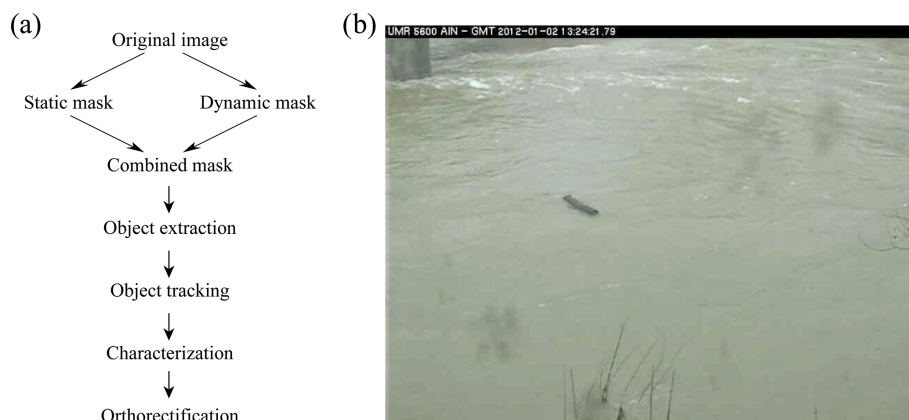 (a)
Original image
Static mask
Dynamic mask
Combined mask
Object extraction
Object tracking
Characterization
Orthorectification
(b)
UMR 5600 AIN - GMT 2012-01-02 13:24:21.79